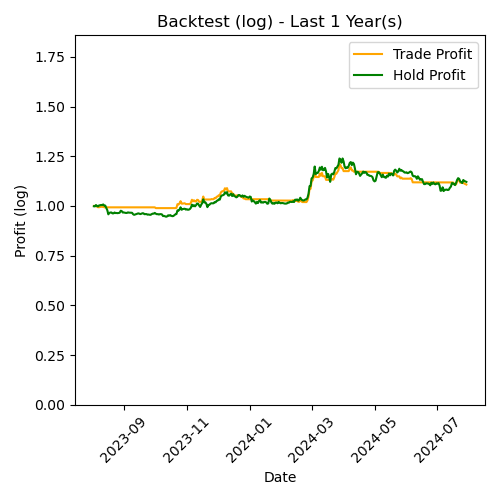 Backtest (log) - Last 1 Year(s)
Trade Profit
Hold Profit
Profit (log)
1.75
1.50
1.25
1.00
0.75
0.50
0.25
0.00
2023-09
2023-11
2024-01
2024-03
2024-05
2024-07
Date